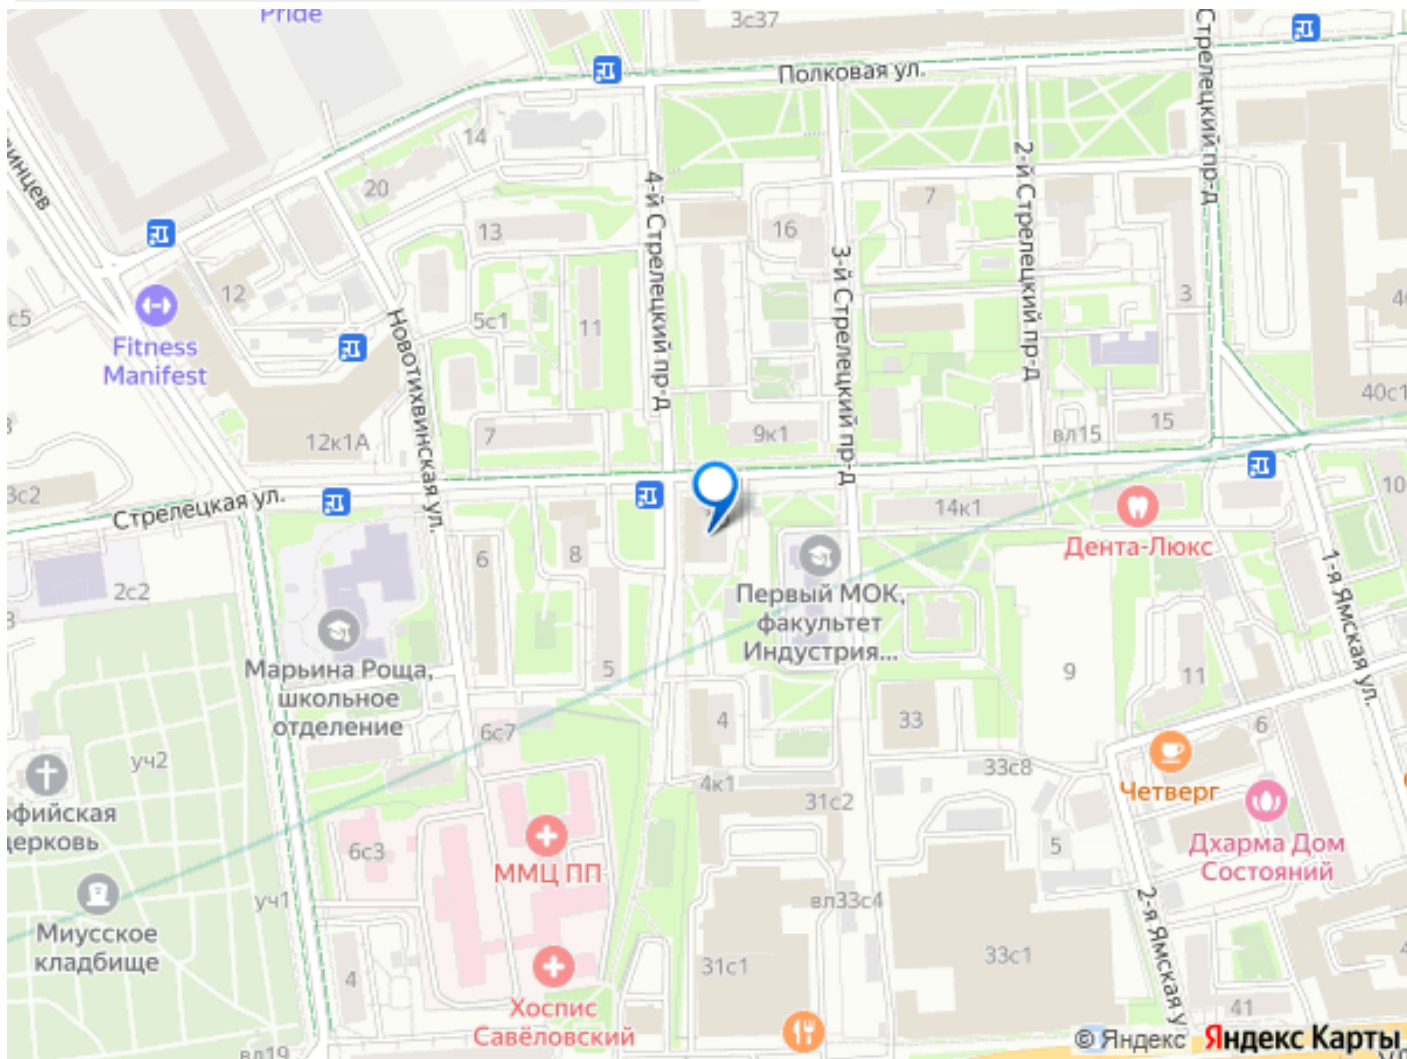 Pride
3с37
Полковая ул.
Стрелецкий пр-д
14
20
4-й Стрелецкий пр-д
2-й Стрелецкий пр-д
7
16
13
3-й Стрелецкий пр-д
12
3
5с1
11
Новотихвинская ул.
Fitness
Manifest
40с1
15
9к1
вл15
7
12к1А
3с2
Стрелецкая ул.
14к1
10
Дента-Люкс
8
6
1-я Ямская ул.
2с2
Первый МОК,
факультет
Индустрия...
Марьина Роща,
школьное
отделение
5
9
11
4
33
6
6с7
уч2
33с8
4к1
31с2
Четверг
5
Дхарма Дом
Состояний
6с3
ММЦ ПП
уч1
вл33с4
2-я Ямская у
Миусское
кладбище
31с1
33с1
4
41
Хоспис
Савёловский
вл19
© Яндекс Яндекс Карты